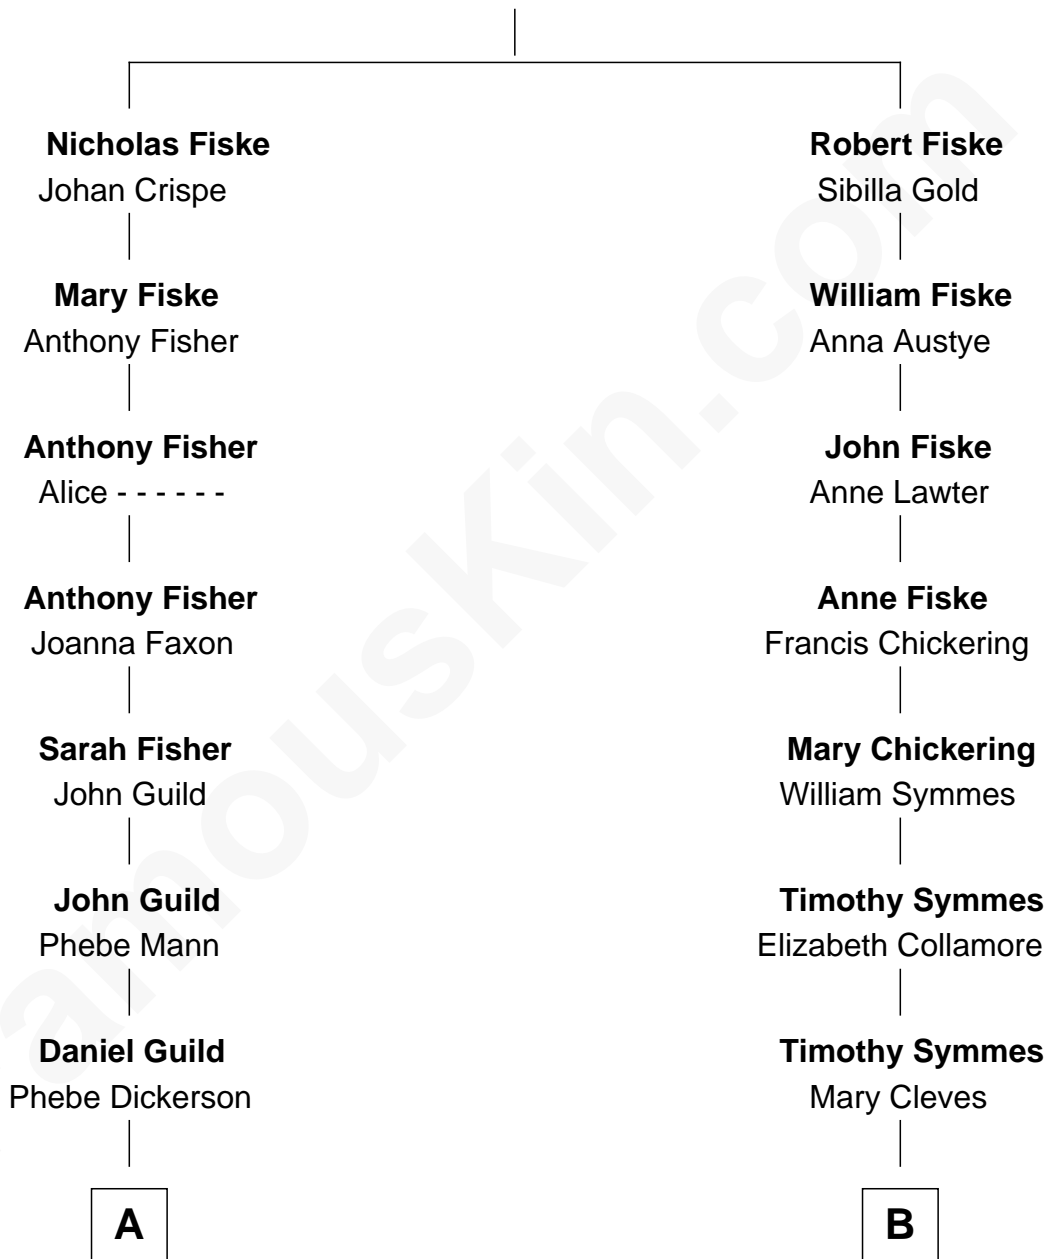 Nicholas Fiske
Johan Crispe
Mary Fiske
Anthony Fisher
Anthony Fisher
Alice - - - - - -
Anthony Fisher
Joanna Faxon
Sarah Fisher
John Guild
John Guild
Phebe Mann
Daniel Guild
Phebe Dickerson
A
Robert Fiske
Sibilla Gold
William Fiske
Anna Austye
John Fiske
Anne Lawter
Anne Fiske
Francis Chickering
Mary Chickering
William Symmes
Timothy Symmes
Elizabeth Collamore
Timothy Symmes
Mary Cleves
B
amousKin.com